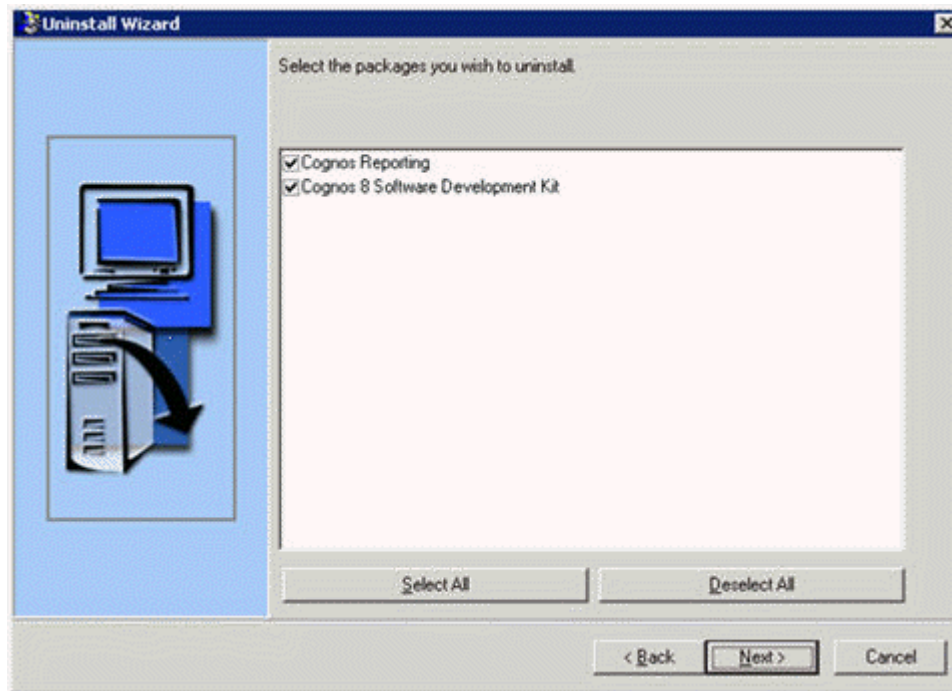 Uninstall Wizard
Select the packages you wish to uninstall.
Cognos Reporting
Cognos 8 Software Development Kit
Select All
Deselect All
< Back
Next >
Cancel